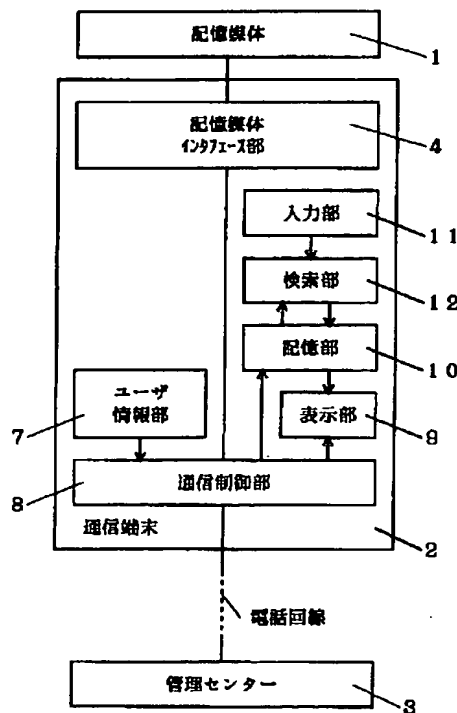 記憶媒体
1
記憶媒体
インタフェース部
4
入力部
11
検索部
12
記憶部
10
ユーザ
情報部
7
表示部
9
通信制御部
8
通信端末
2
電話回線
管理センター
3